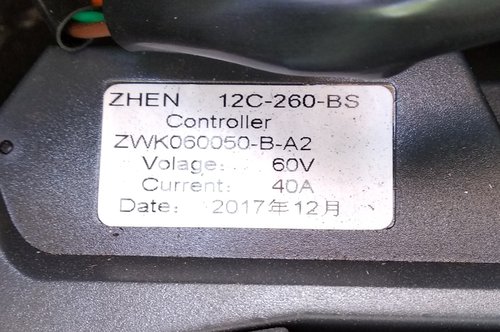 ZHEN 12C-260-BS
Controller
ZWK060050-B-A2
Volage: 60V
Current: 40A
Date: 2017年12月